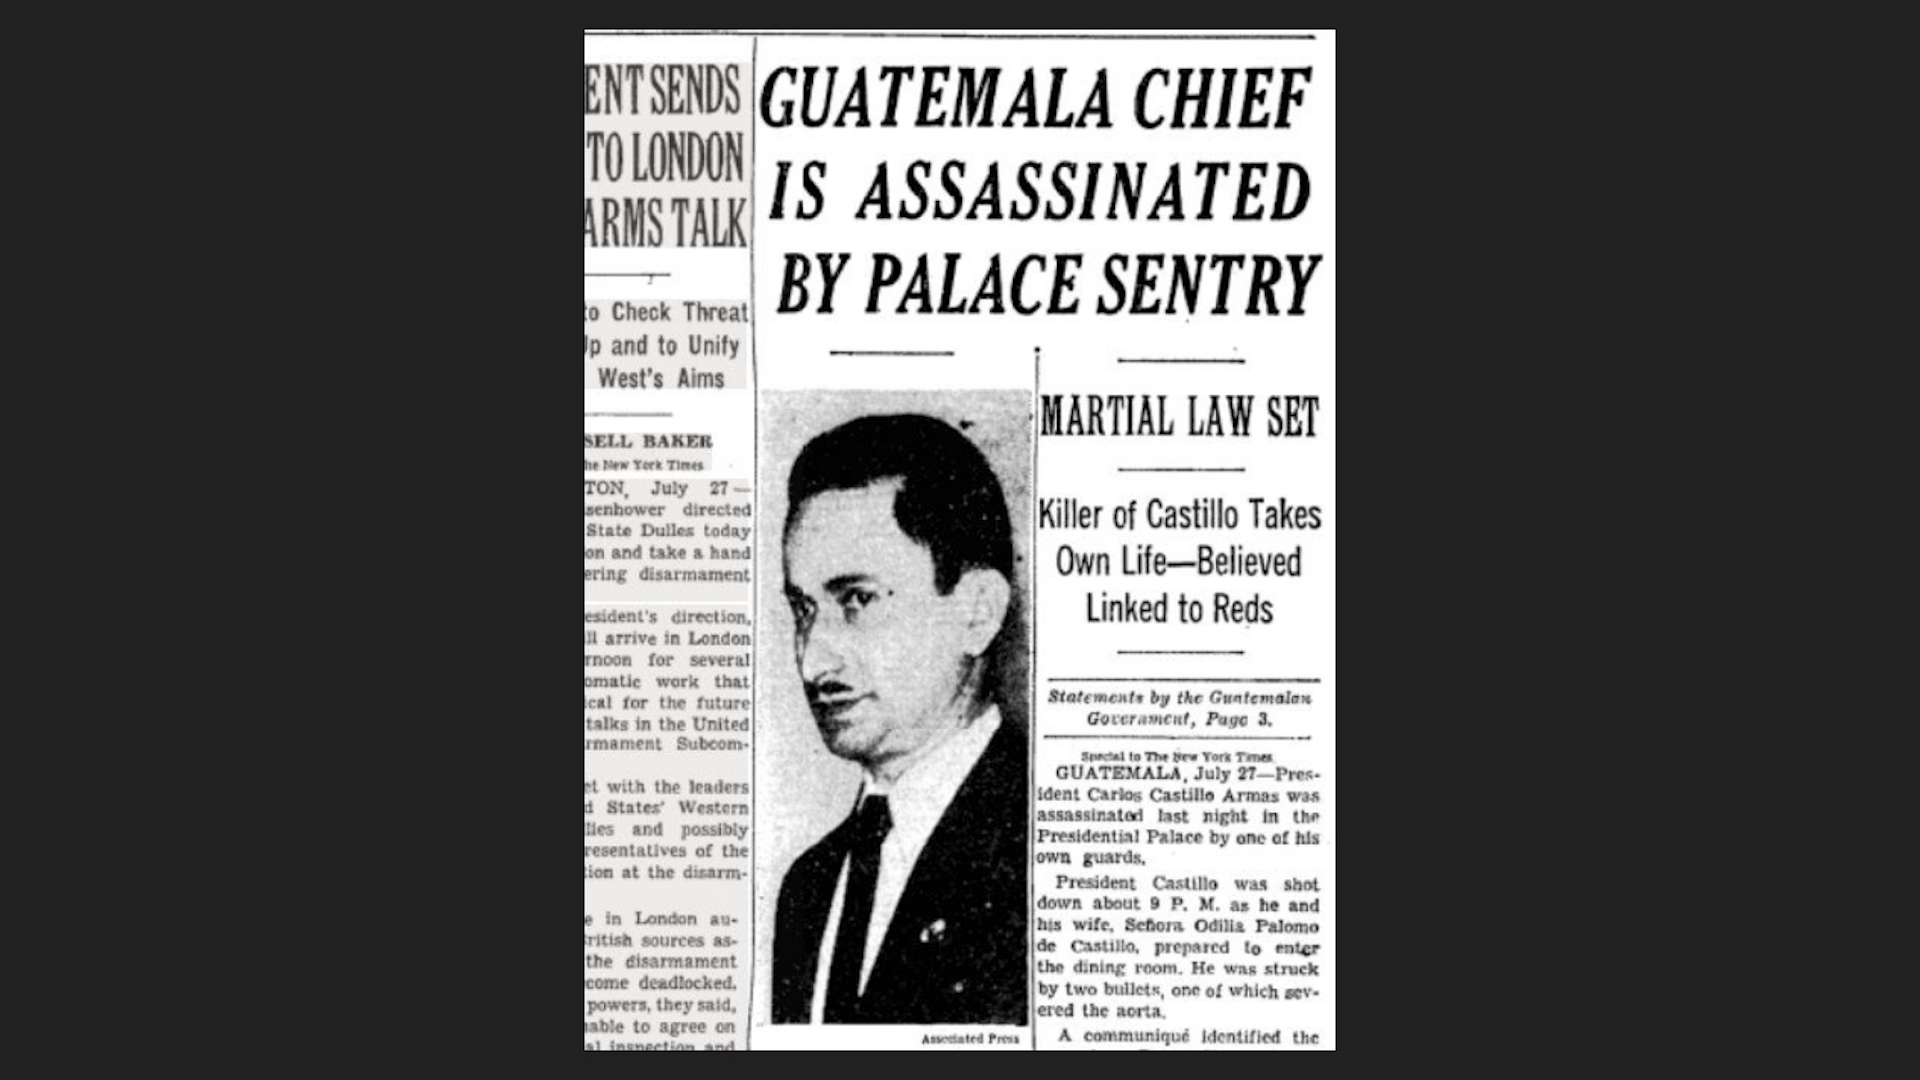 ENT SENDS
TO LONDON
ARMS TALK
to Check Threat
Up and to Unify
West's Aims
SELL BAKER
he New York Times
TON, July 27—
senhower directed
State Dulles today
on and take a hand
ering disarmament
esident's direction,
ll arrive in London
rnoon for several
omatic work that
ical for the future
talks in the United
rmament Subcom-
et with the leaders
d States' Western
llies and possibly
resentatives of the
tion at the disarm-
e in London au-
British sources as-
the disarmament
come deadlocked.
powers, they said,
nable to agree on
al inspection and
GUATEMALA CHIEF
IS ASSASSINATED
BY PALACE SENTRY
Associated Press
MARTIAL LAW SET
Killer of Castillo Takes
Own Life—Believed
Linked to Reds
Statements by the Guatemalan
Government, Page 3.
Special to The New York Times.
GUATEMALA, July 27—Pres-
ident Carlos Castillo Armas was
assassinated last night in the
Presidential Palace by one of his
own guards.
President Castillo was shot
down about 9 P. M. as he and
his wife, Señora Odilia Palomo
de Castillo, prepared to enter
the dining room. He was struck
by two bullets, one of which sev-
ered the aorta.
A communiqué identified the